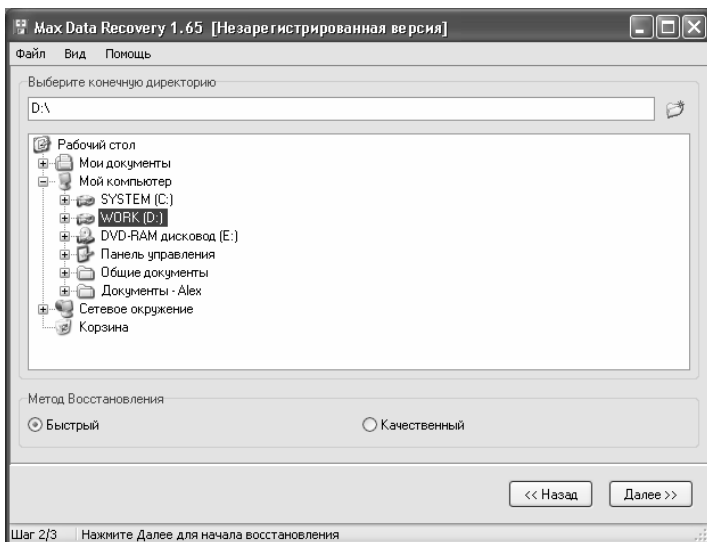 Max Data Recovery 1.65 [Незарегистрированная версия]
Файл Вид Помощь
Выберите конечную директорию
D:\
Рабочий стол
Мои документы
Мой компьютер
SYSTEM (C:)
WORK (D:)
DVD-RAM дисковод (E:)
Панель управления
Общие документы
Документы - Alex
Сетевое окружение
Корзина
Метод Восстановления
Быстрый Качественный
<< Назад Далее >>
Шаг 2/3 Нажмите Далее для начала восстановления